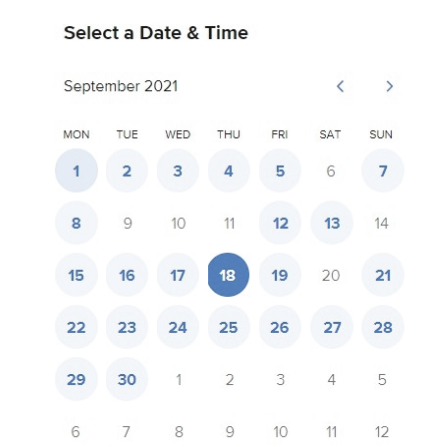 Select a Date & Time
September 2021
MON TUE WED THU FRI SAT SUN
1 2 3 4 5 6 7
8 9 10 11 12 13 14
15 16 17 18 19 20 21
22 23 24 25 26 27 28
29 30 1 2 3 4 5
6 7 8 9 10 11 12